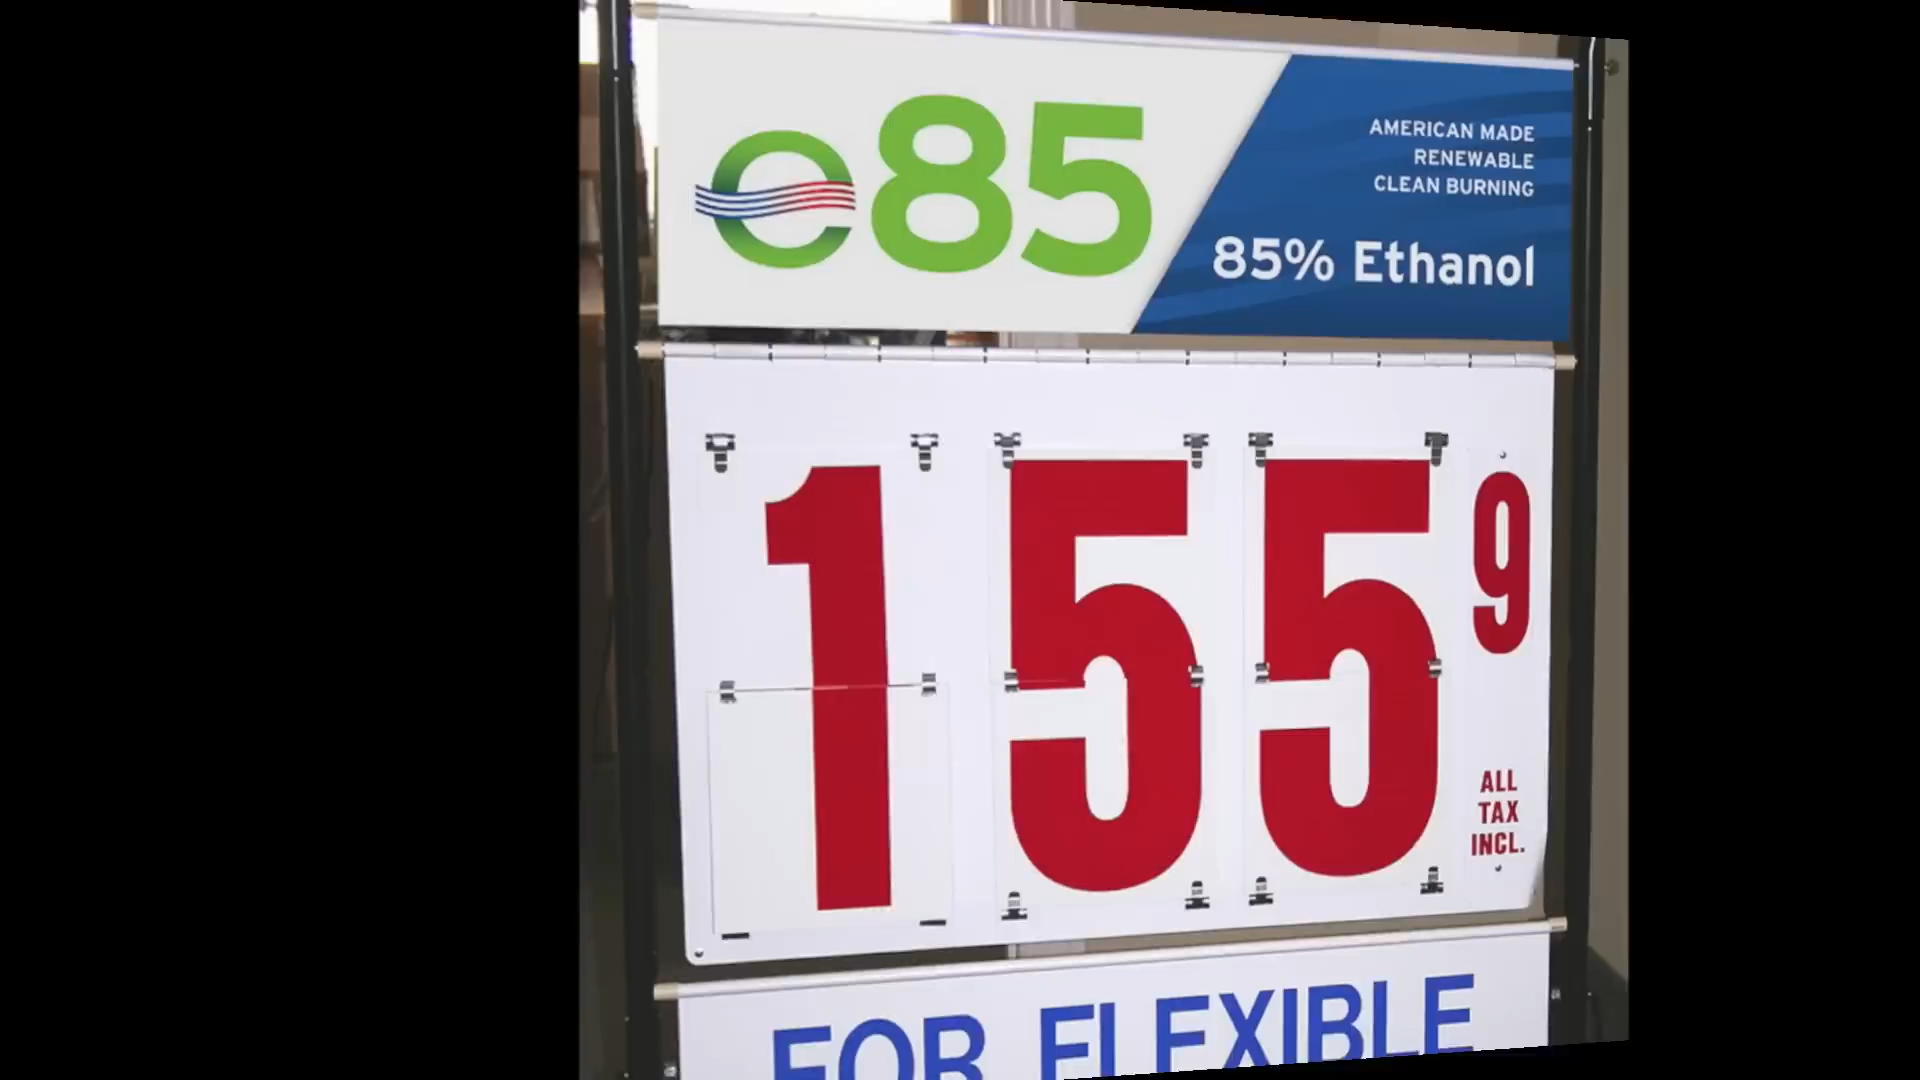 e85
AMERICAN MADE
RENEWABLE
CLEAN BURNING
85% Ethanol
1 5 5 9
ALL
TAX
INCL.
FOR FLEXIBLE